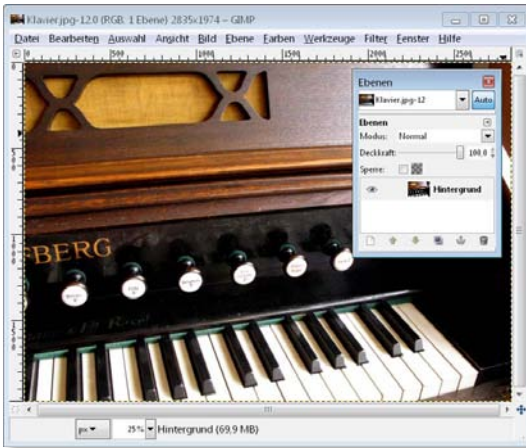 Klavier.jpg-12.0 (RGB, 1 Ebene) 2835x1974 – GIMP
Datei Bearbeiten Auswahl Ansicht Bild Ebene Farben Werkzeuge Filter Fenster Hilfe
0 500 1000 1500 2000 2500
Ebenen
Klavier.jpg-12 Auto
Ebenen
Modus: Normal
Deckkraft: 100,0
Sperre:
Hintergrund
BERG
px 25% Hintergrund (69,9 MB)